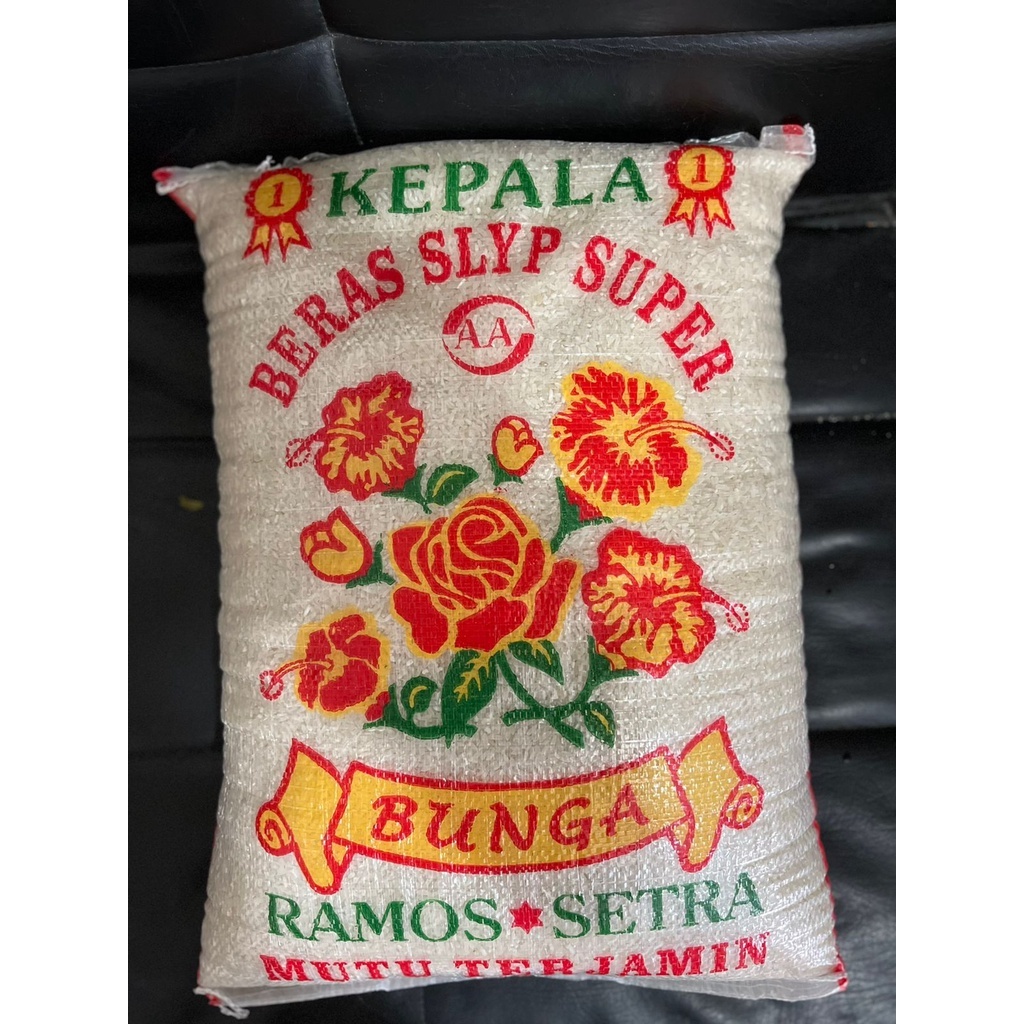 1 KEPALA 1
BERAS SLYP SUPER
AA
BUNGA
RAMOS SETRA
MUTU TERJAMIN